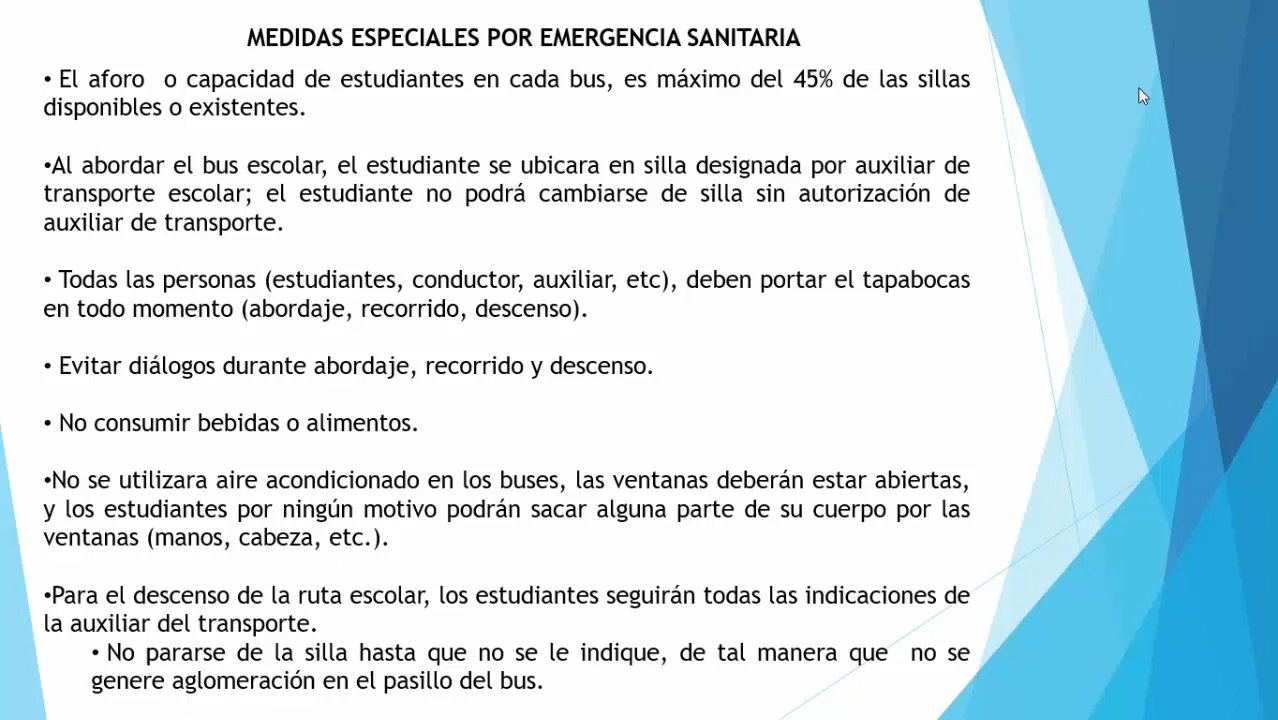 MEDIDAS ESPECIALES POR EMERGENCIA SANITARIA
• El aforo  o capacidad de estudiantes en cada bus, es máximo del 45% de las sillas
disponibles o existentes.
•Al abordar el bus escolar, el estudiante se ubicara en silla designada por auxiliar de
transporte escolar; el estudiante no podrá cambiarse de silla sin autorización de
auxiliar de transporte.
• Todas las personas (estudiantes, conductor, auxiliar, etc), deben portar el tapabocas
en todo momento (abordaje, recorrido, descenso).
• Evitar diálogos durante abordaje, recorrido y descenso.
• No consumir bebidas o alimentos.
•No se utilizara aire acondicionado en los buses, las ventanas deberán estar abiertas,
y los estudiantes por ningún motivo podrán sacar alguna parte de su cuerpo por las
ventanas (manos, cabeza, etc.).
•Para el descenso de la ruta escolar, los estudiantes seguirán todas las indicaciones de
la auxiliar del transporte.
• No pararse de la silla hasta que no se le indique, de tal manera que  no se
genere aglomeración en el pasillo del bus.